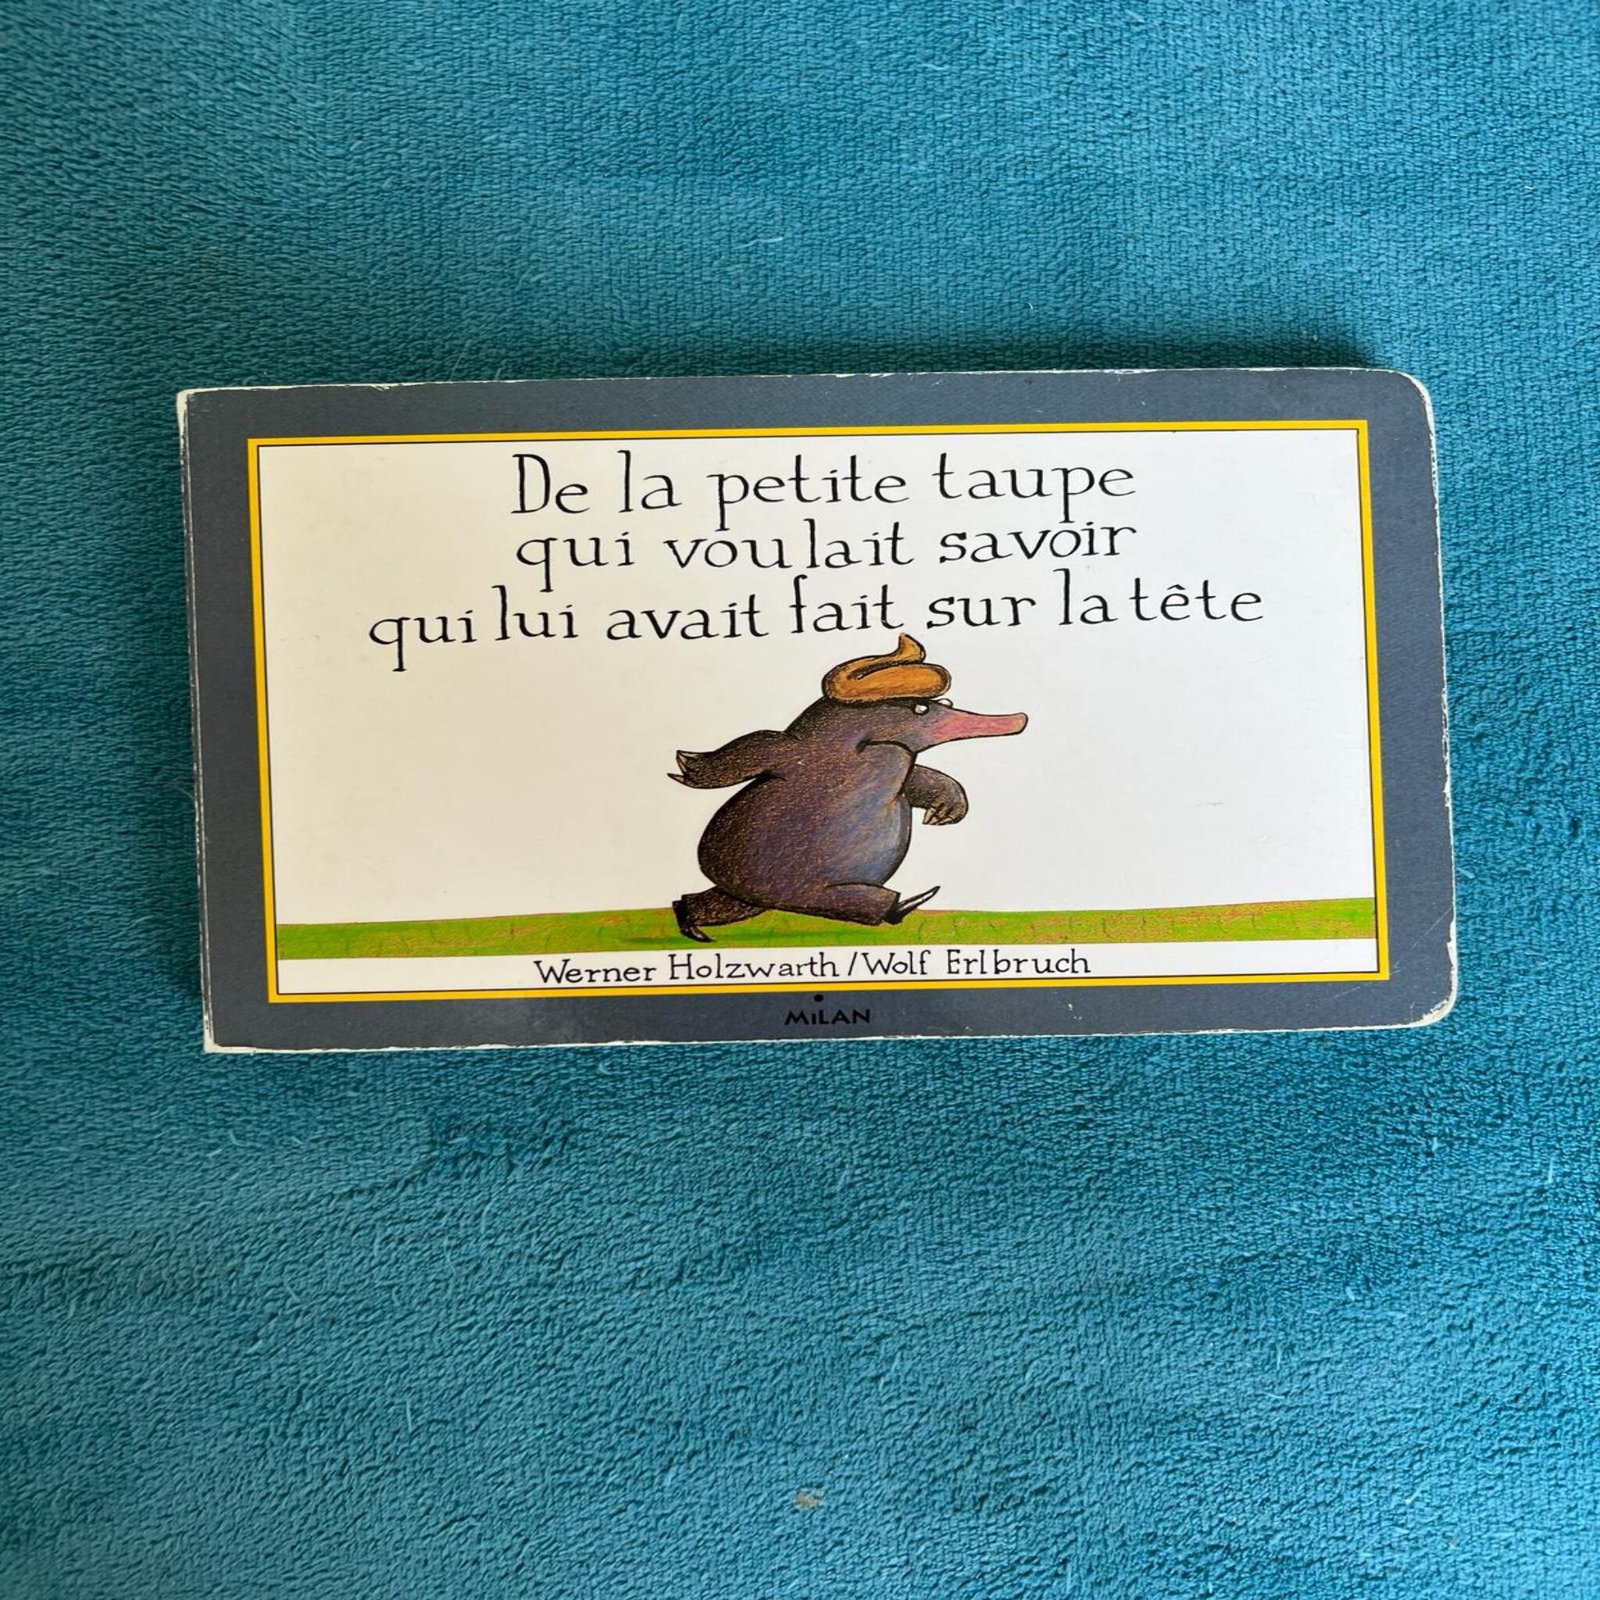 De la petite taupe
qui voulait savoir
qui lui avait fait sur la tête
Werner Holzwarth / Wolf Erlbruch
MiLAN